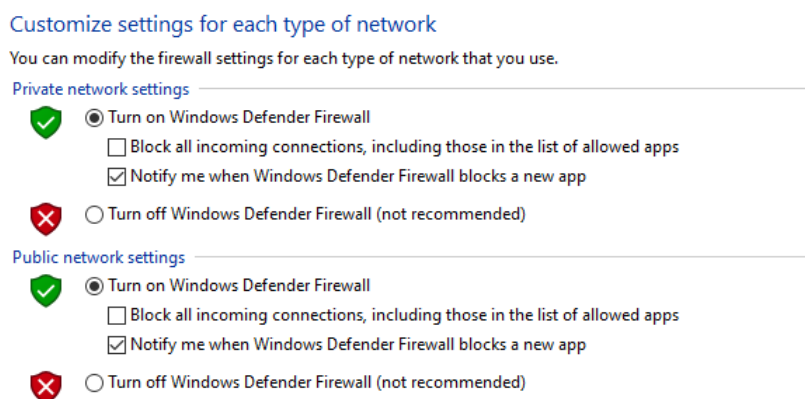 Customize settings for each type of network
You can modify the firewall settings for each type of network that you use.
Private network settings
Turn on Windows Defender Firewall
Block all incoming connections, including those in the list of allowed apps
Notify me when Windows Defender Firewall blocks a new app
Turn off Windows Defender Firewall (not recommended)
Public network settings
Turn on Windows Defender Firewall
Block all incoming connections, including those in the list of allowed apps
Notify me when Windows Defender Firewall blocks a new app
Turn off Windows Defender Firewall (not recommended)